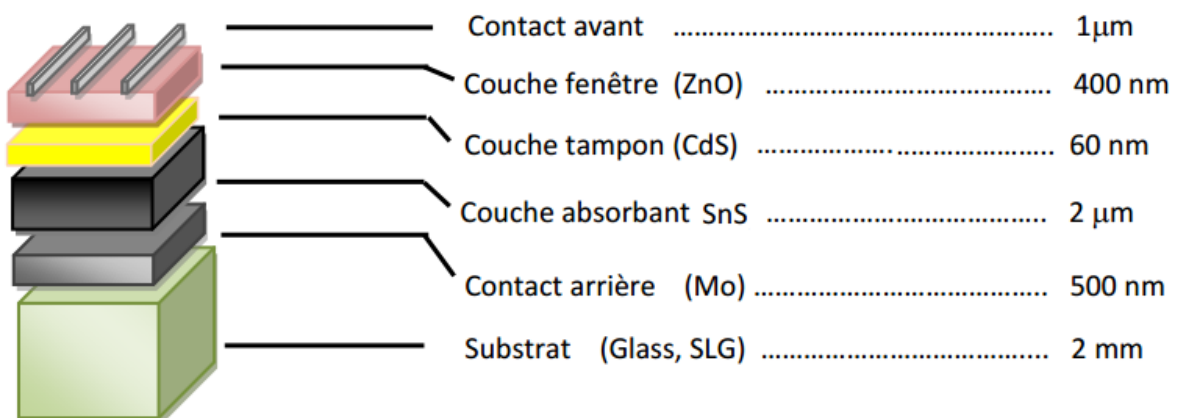 Contact avant ………………………………………….. 1μm
Couche fenêtre (ZnO) …………………………………. 400 nm
Couche tampon (CdS) ………………..………………….. 60 nm
Couche absorbant SnS ……………………………….. 2 μm
Contact arrière (Mo) ………………………………….. 500 nm
Substrat (Glass, SLG) ………………………………... 2 mm